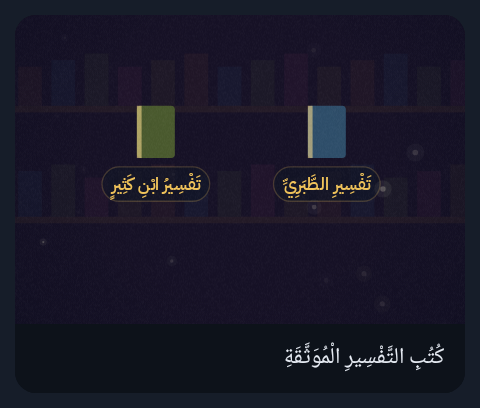 تَفْسِيرِ الطَّبَرِيِّ
تَفْسِيرُ ابْنِ كَثِيرٍ
كُتُبِ التَّفْسِيرِ الْمُوَثَّقَةِ